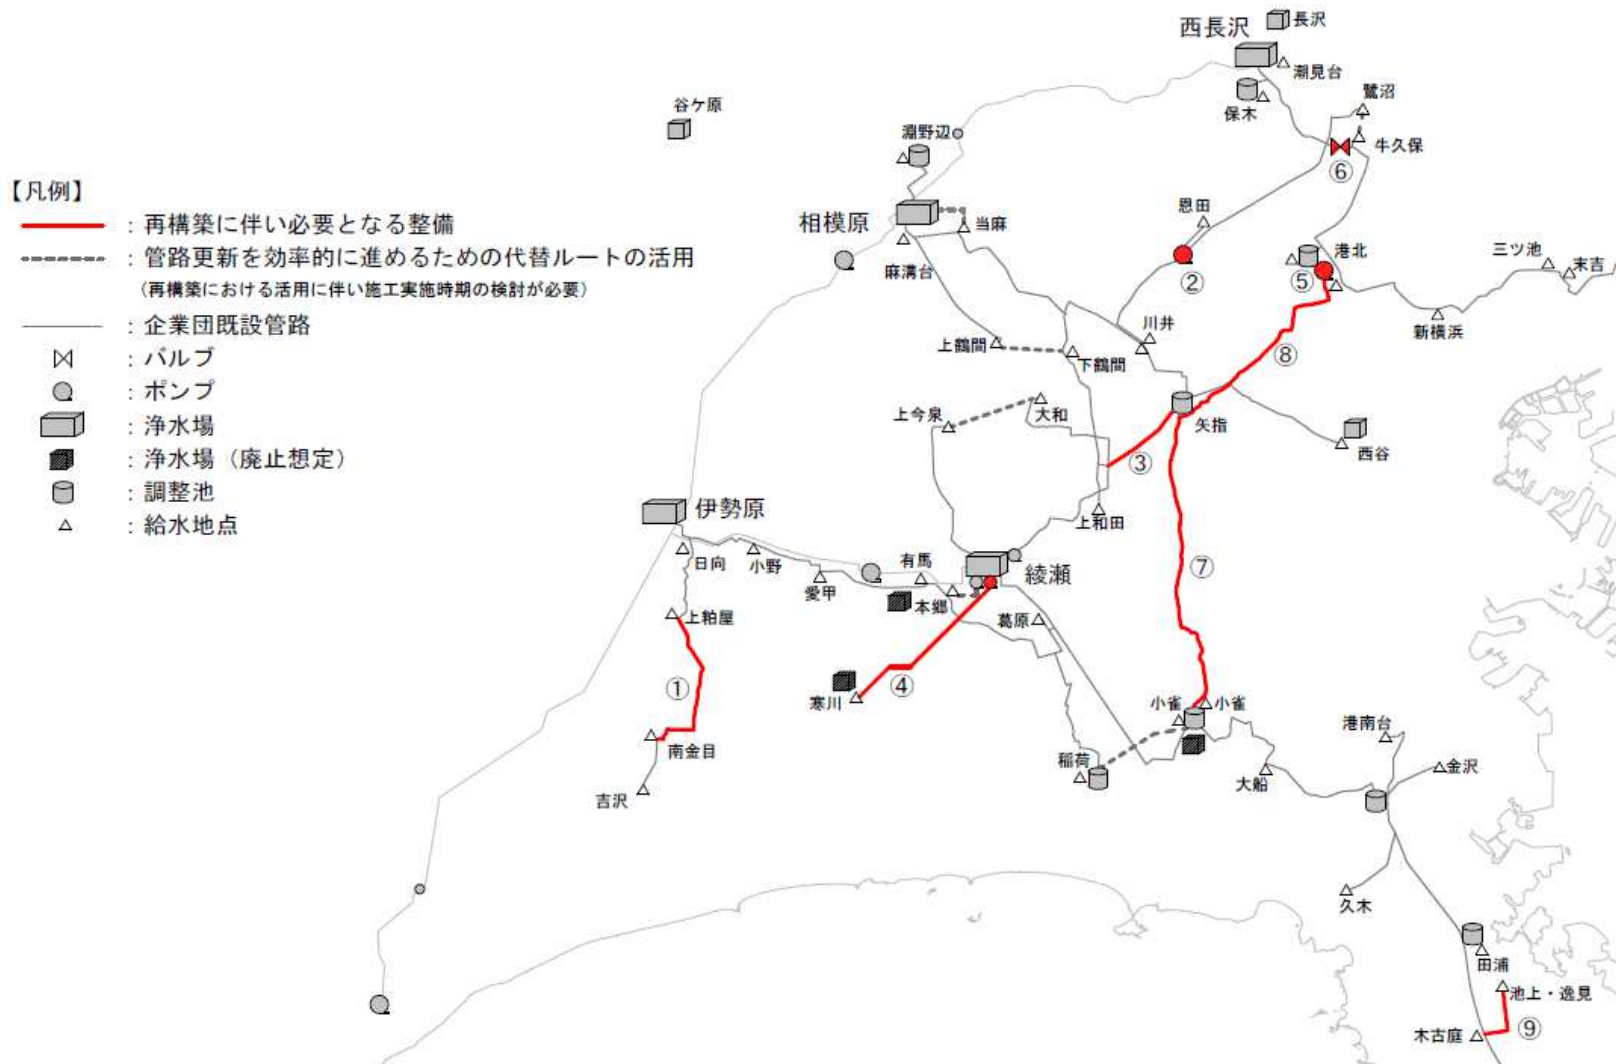 西長沢
長沢
潮見台
保木
鷺沼
牛久保
⑥
谷ケ原
淵野辺
【凡例】
：再構築に伴い必要となる整備
：管路更新を効率的に進めるための代替ルートの活用
（再構築における活用に伴い施工実施時期の検討が必要）
：企業団既設管路
：バルブ
：ポンプ
：浄水場
：浄水場（廃止想定）
：調整池
：給水地点
相模原
当麻
麻溝台
恩田
②
港北
⑤
三ツ池
末吉
新横浜
⑧
川井
上鶴間
下鶴間
上今泉
大和
矢指
西谷
③
伊勢原
上和田
日向
小野
愛甲
有馬
本郷
綾瀬
葛原
⑦
上粕屋
①
④
寒川
南金目
吉沢
小雀
小雀
稲荷
大船
港南台
金沢
久木
田浦
池上・逸見
木古庭
⑨